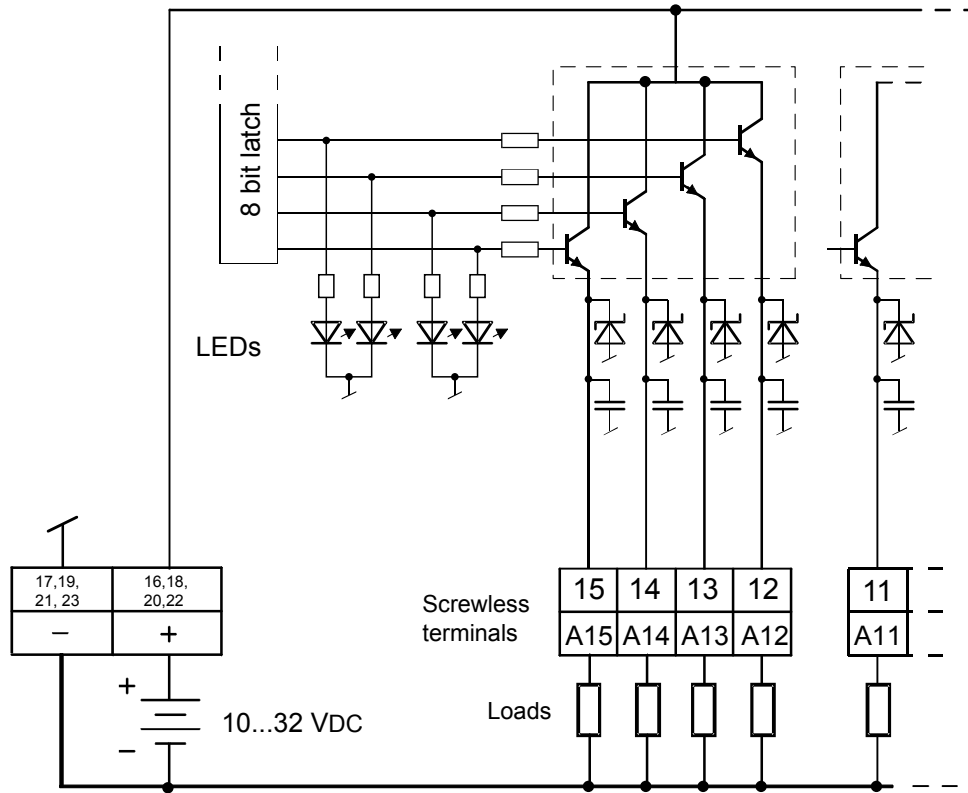 8 bit latch
LEDs
17,19,
21, 23
16,18,
20,22
−
+
+
−
10...32 VDC
Screwless
terminals
15
14
13
12
11
A15
A14
A13
A12
A11
Loads